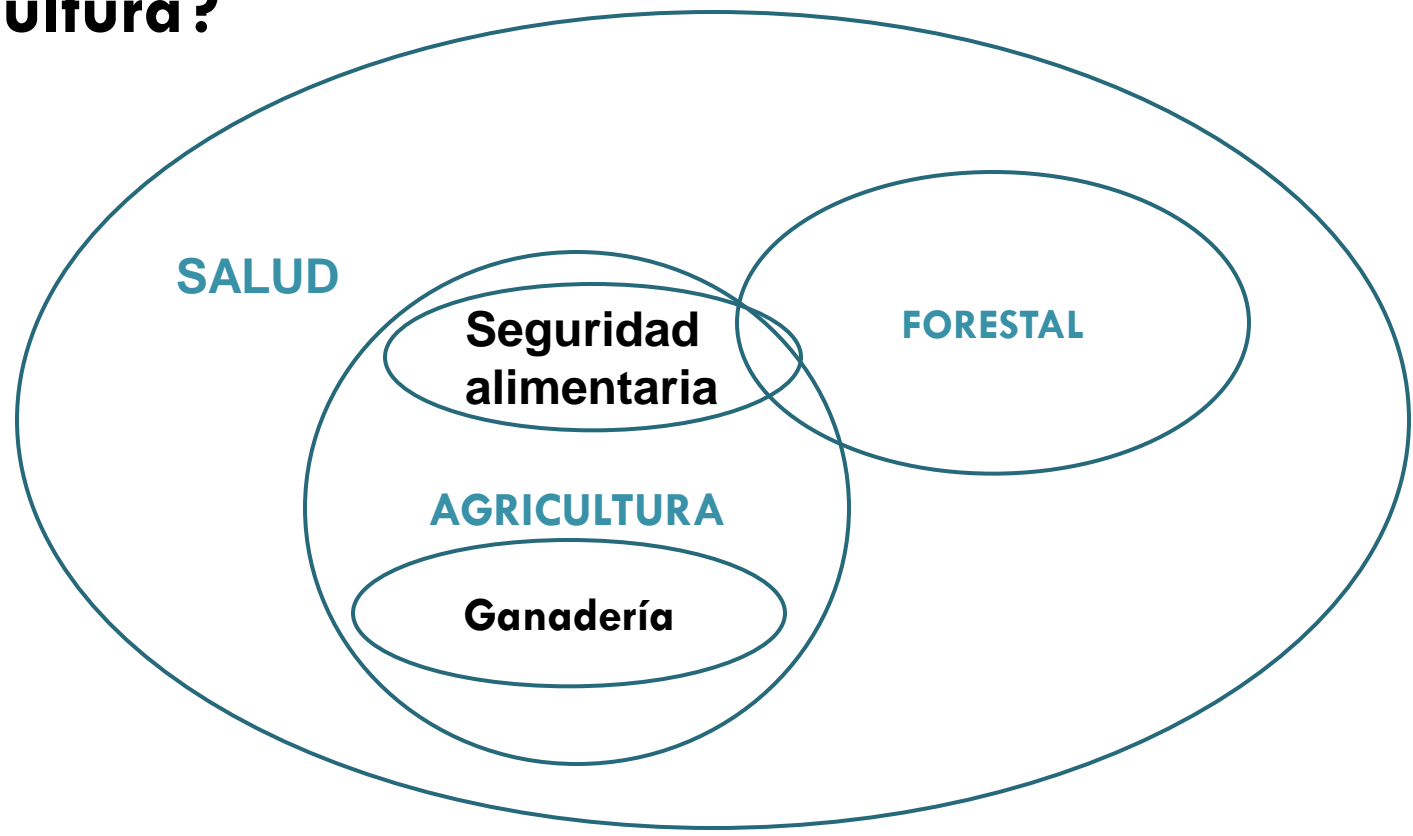 ultura?
SALUD
Seguridad
alimentaria
FORESTAL
AGRICULTURA
Ganadería